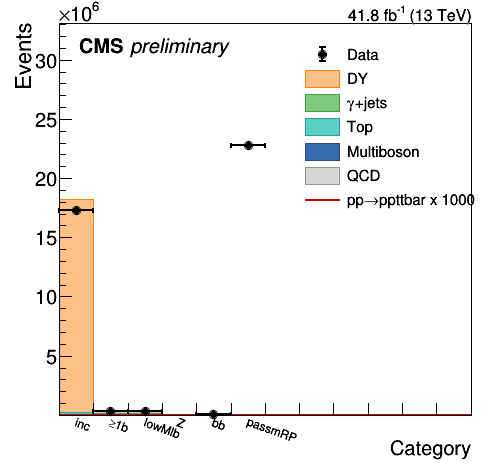 ×10⁶
41.8 fb⁻¹ (13 TeV)
Events
CMS preliminary
Data
DY
γ+jets
Top
Multiboson
QCD
pp→ppttbar x 1000
30
25
20
15
10
5
inc
≥1b
lowMlb
Z
bb
passmRP
Category